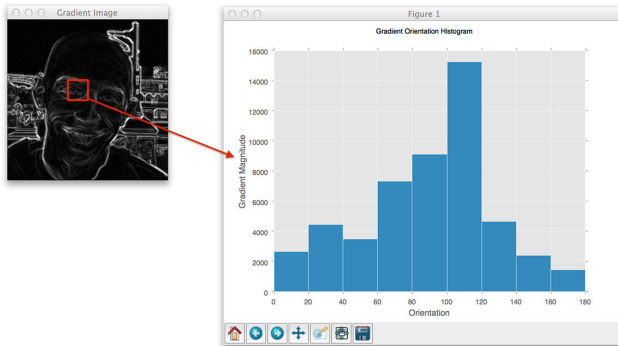 Gradient Image
Figure 1
Gradient Orientation Histogram
16000
14000
12000
10000
8000
6000
4000
2000
0
Gradient Magnitude
0 20 40 60 80 100 120 140 160 180
Orientation